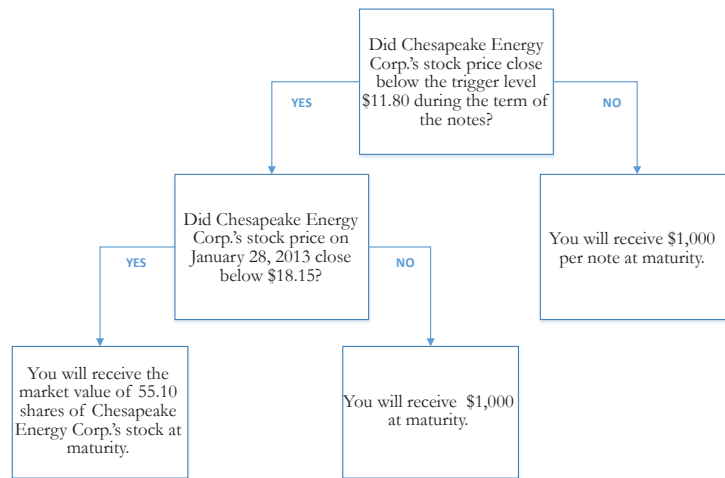 Did Chesapeake Energy
Corp.'s stock price close
below the trigger level
$11.80 during the term of
the notes?
YES
NO
Did Chesapeake Energy
Corp.'s stock price on
January 28, 2013 close
below $18.15?
You will receive $1,000
per note at maturity.
YES
NO
You will receive the
market value of 55.10
shares of Chesapeake
Energy Corp.'s stock at
maturity.
You will receive $1,000
at maturity.